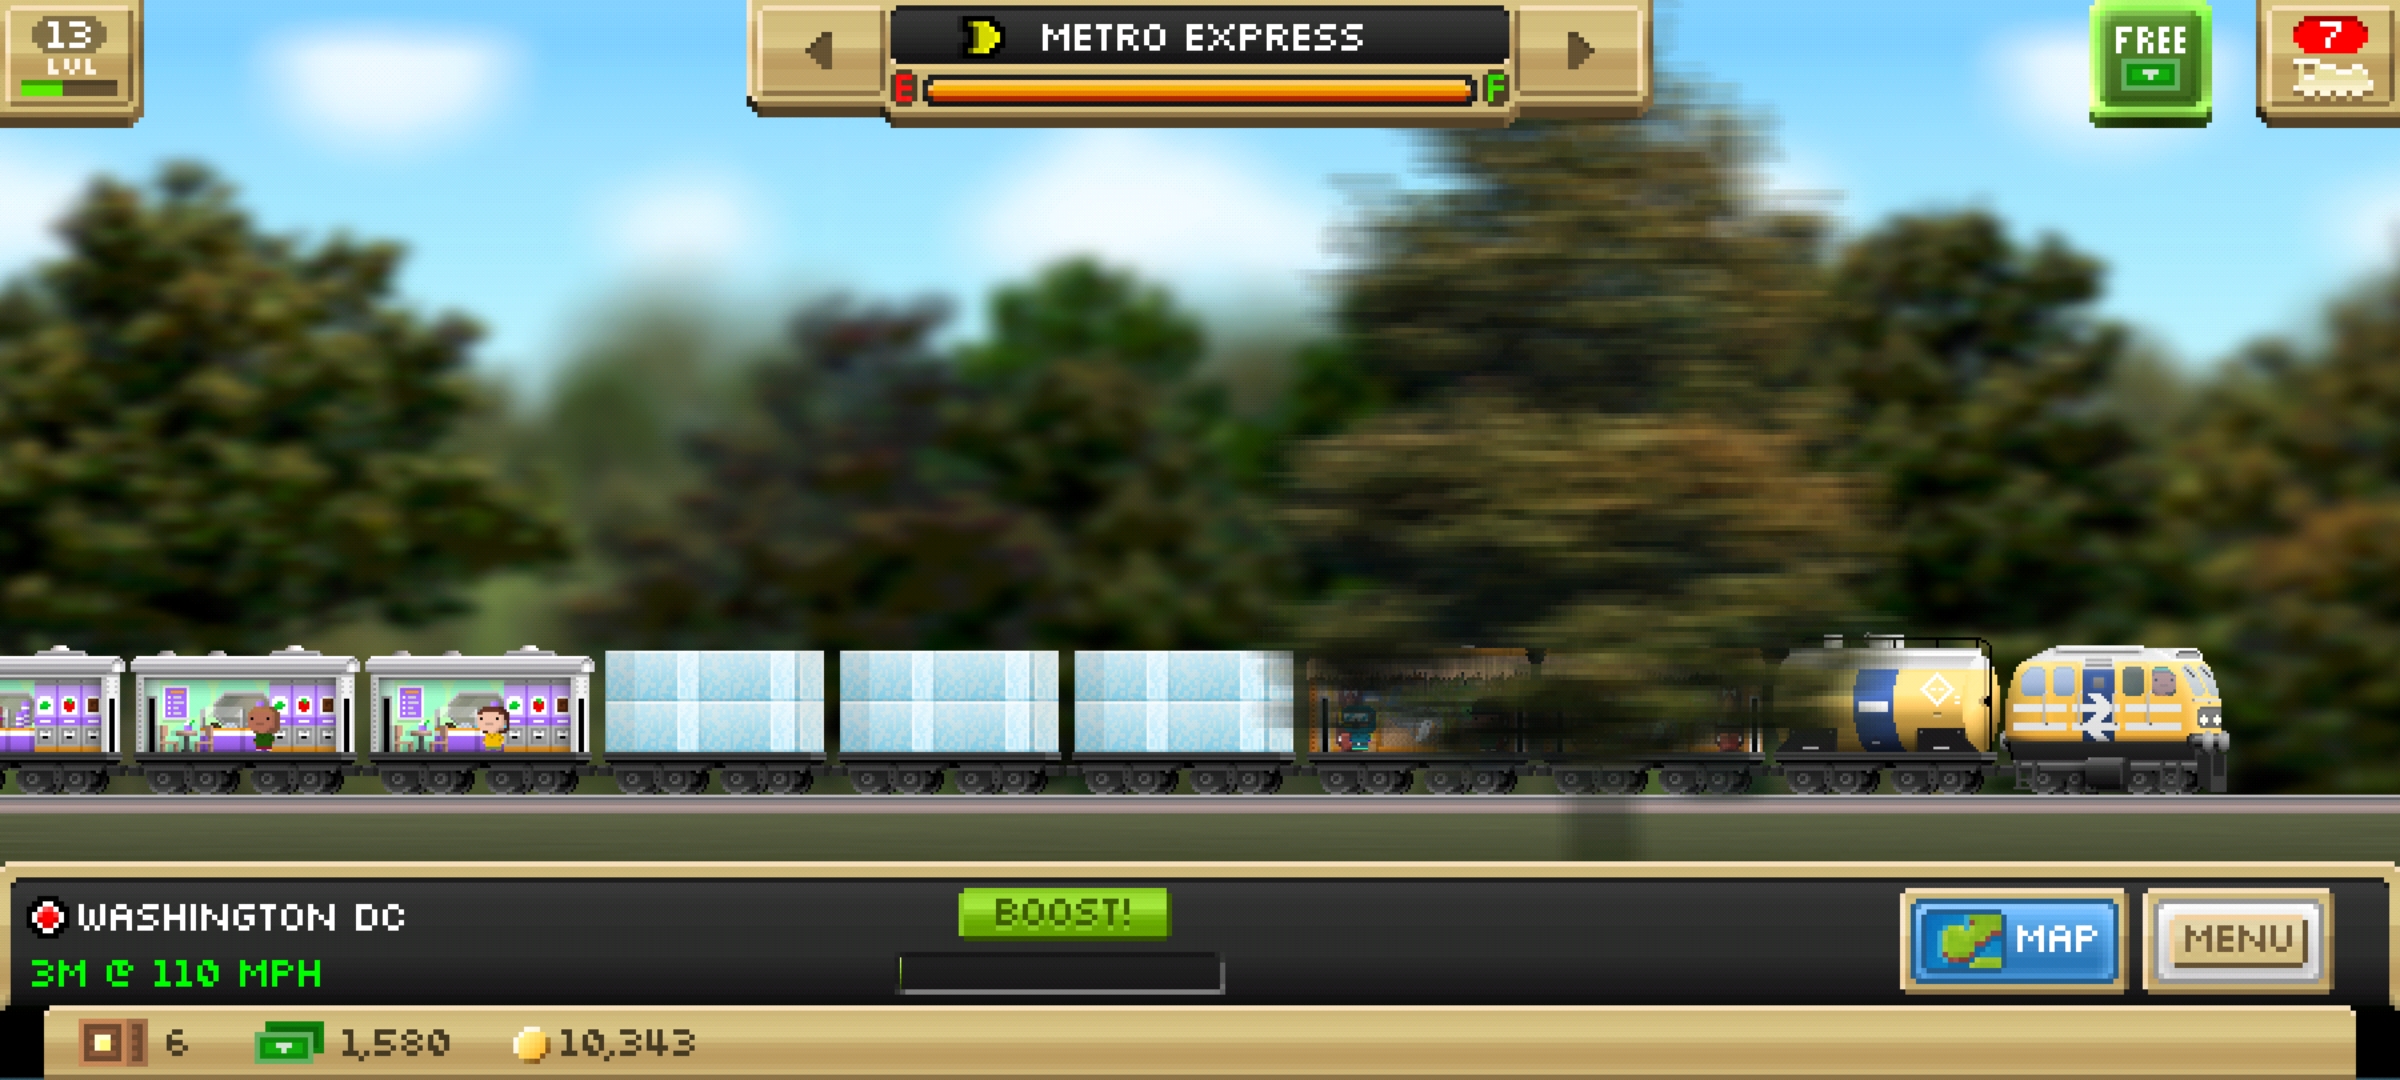 13
LVL
METRO EXPRESS
E F
FREE
7
WASHINGTON DC
3M @ 110 MPH
BOOST!
MAP
MENU
6
1,580
10,343